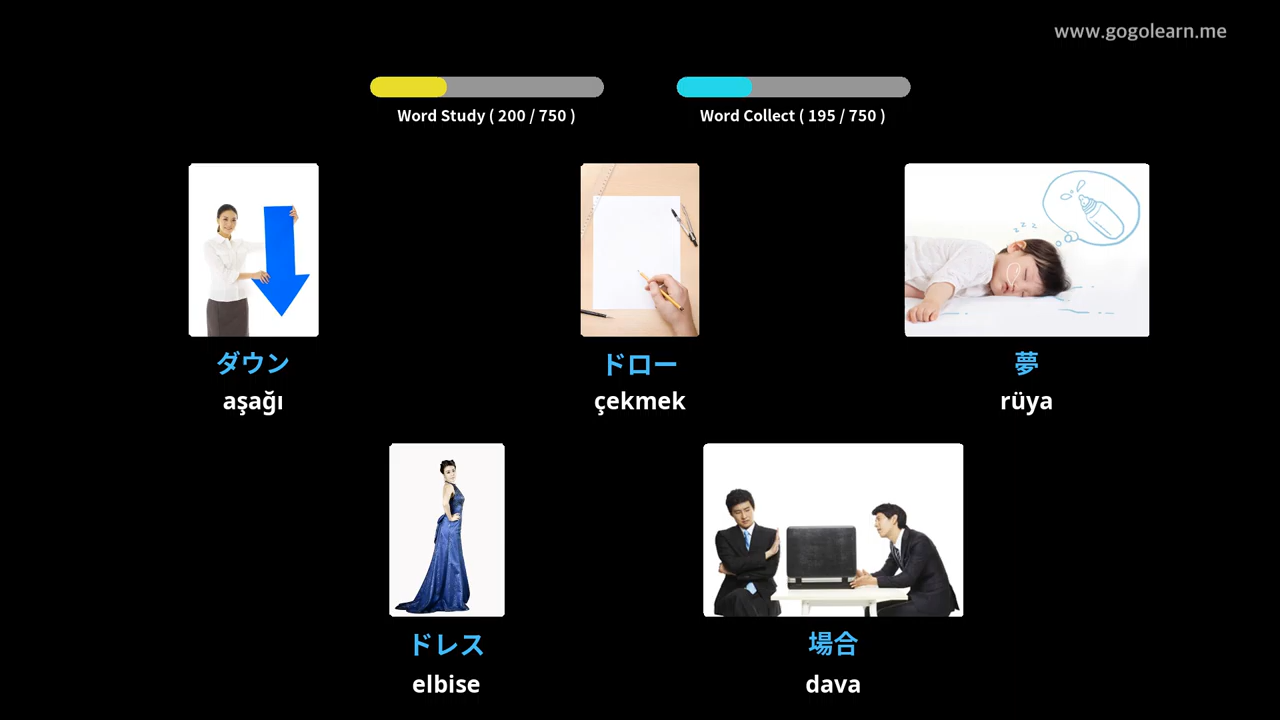 www.gogolearn.me
Word Study ( 200 / 750 )
Word Collect ( 195 / 750 )
ダウン
aşağı
ドロー
çekmek
夢
rüya
ドレス
elbise
場合
dava